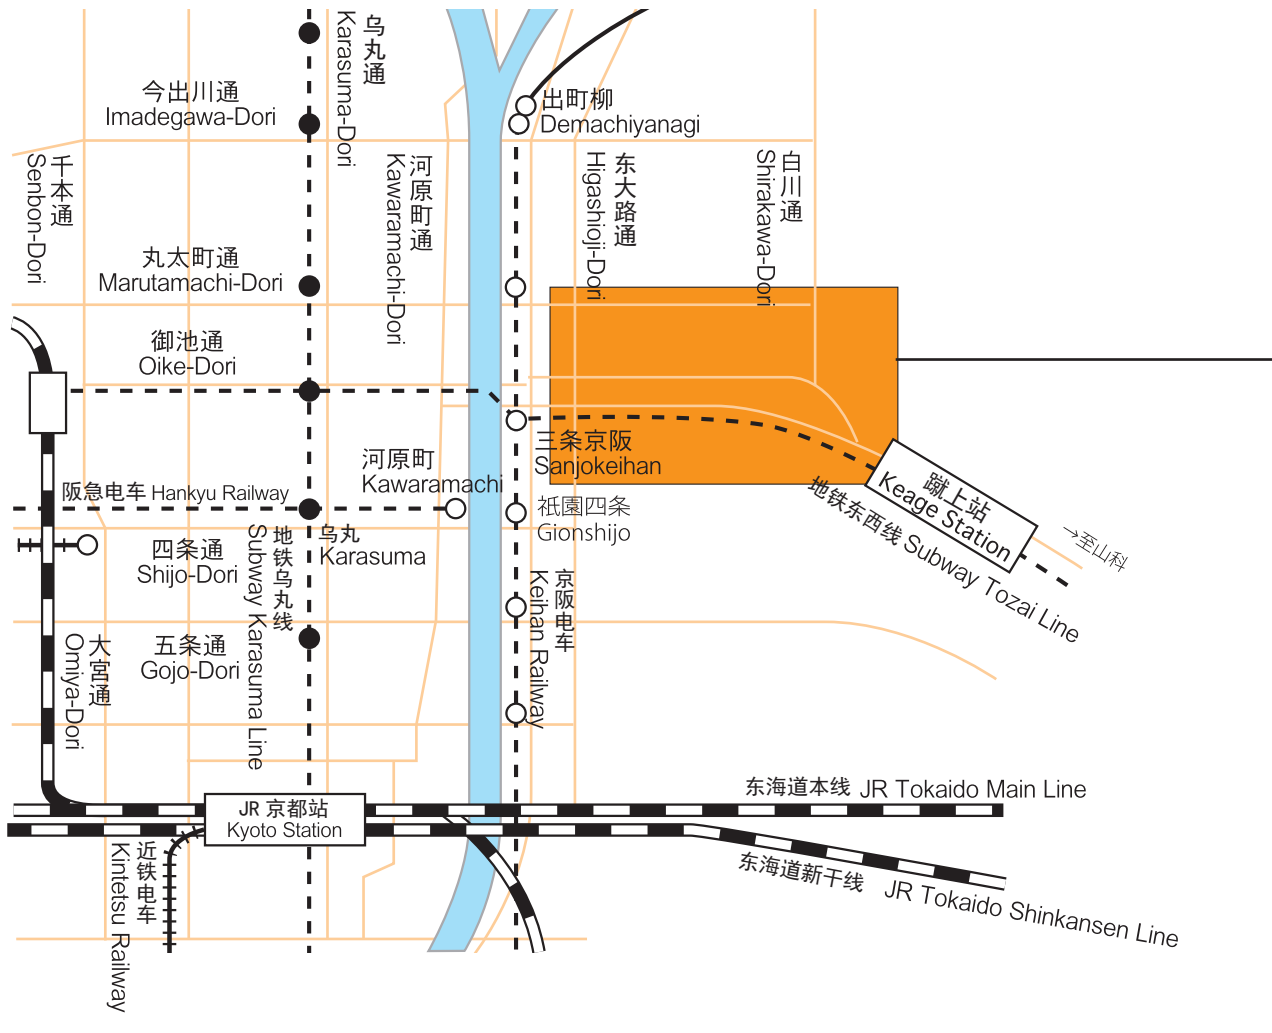 乌丸通
Karasuma-Dori
今出川通
Imadegawa-Dori
出町柳
Demachiyanagi
千本通
Senbon-Dori
河原町通
Kawaramachi-Dori
东大路通
Higashioji-Dori
白川通
Shirakawa-Dori
丸太町通
Marutamachi-Dori
御池通
Oike-Dori
三条京阪
Sanjokeihan
河原町
Kawaramachi
阪急电车 Hankyu Railway
祇園四条
Gionshijo
蹴上站
Keage Station
→至山科
地铁东西线 Subway Tozai Line
乌丸
Karasuma
地铁乌丸线
Subway Karasuma Line
四条通
Shijo-Dori
京阪电车
Keihan Railway
五条通
Gojo-Dori
大宮通
Omiya-Dori
JR 京都站
Kyoto Station
东海道本线 JR Tokaido Main Line
东海道新干线 JR Tokaido Shinkansen Line
近铁电车
Kintetsu Railway